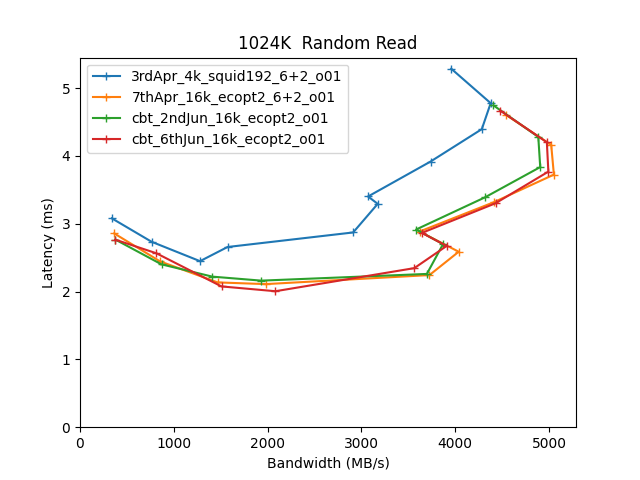 1024K  Random Read
3rdApr_4k_squid192_6+2_o01
7thApr_16k_ecopt2_6+2_o01
cbt_2ndJun_16k_ecopt2_o01
cbt_6thJun_16k_ecopt2_o01
Latency (ms)
5
4
3
2
1
0
0 1000 2000 3000 4000 5000
Bandwidth (MB/s)